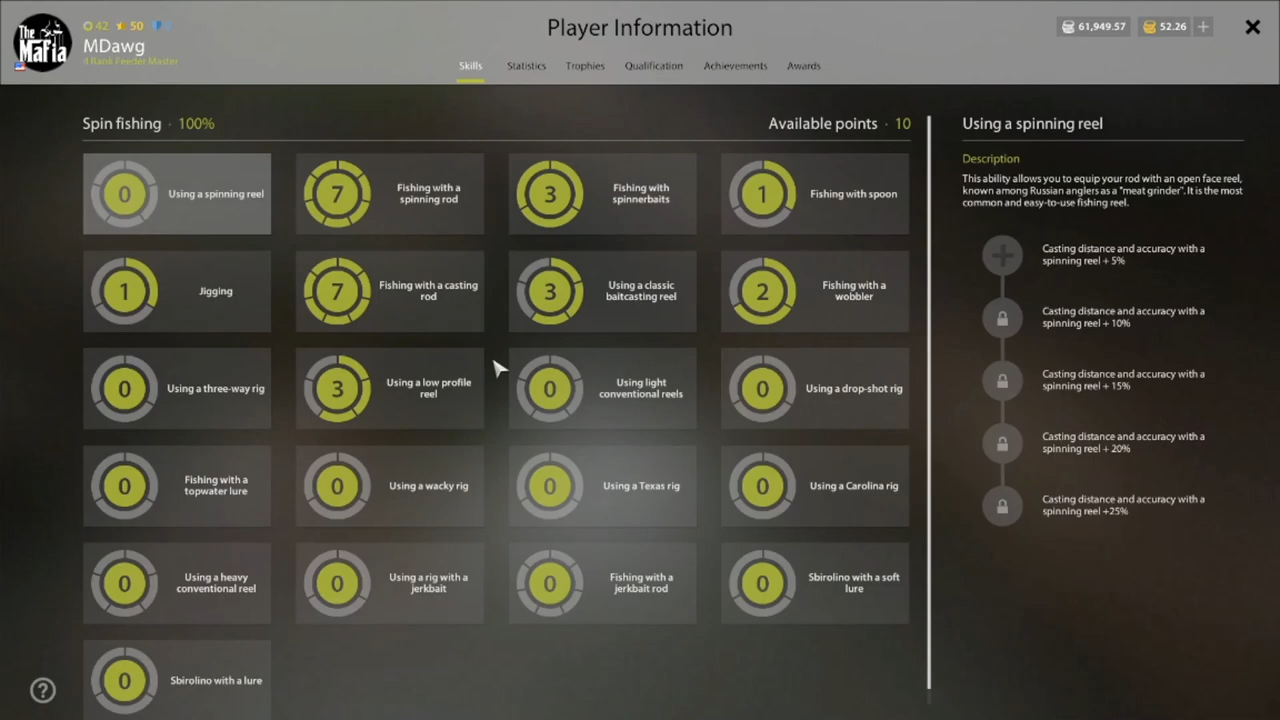 The
Mafia
42 50
MDawg
4 Rank Feeder Master
Player Information
61,949.57 52.26
Skills Statistics Trophies Qualification Achievements Awards
Spin fishing · 100%
Available points · 10
0 Using a spinning reel
7 Fishing with a
spinning rod
3 Fishing with
spinnerbaits
1 Fishing with spoon
1 Jigging
7 Fishing with a casting
rod
3 Using a classic
baitcasting reel
2 Fishing with a
wobbler
0 Using a three-way rig
3 Using a low profile
reel
0 Using light
conventional reels
0 Using a drop-shot rig
0 Fishing with a
topwater lure
0 Using a wacky rig
0 Using a Texas rig
0 Using a Carolina rig
0 Using a heavy
conventional reel
0 Using a rig with a
jerkbait
0 Fishing with a
jerkbait rod
0 Sbirolino with a soft
lure
0 Sbirolino with a lure
?
Using a spinning reel
Description
This ability allows you to equip your rod with an open face reel,
known among Russian anglers as a "meat grinder". It is the most
common and easy-to-use fishing reel.
Casting distance and accuracy with a
spinning reel + 5%
Casting distance and accuracy with a
spinning reel + 10%
Casting distance and accuracy with a
spinning reel + 15%
Casting distance and accuracy with a
spinning reel + 20%
Casting distance and accuracy with a
spinning reel +25%